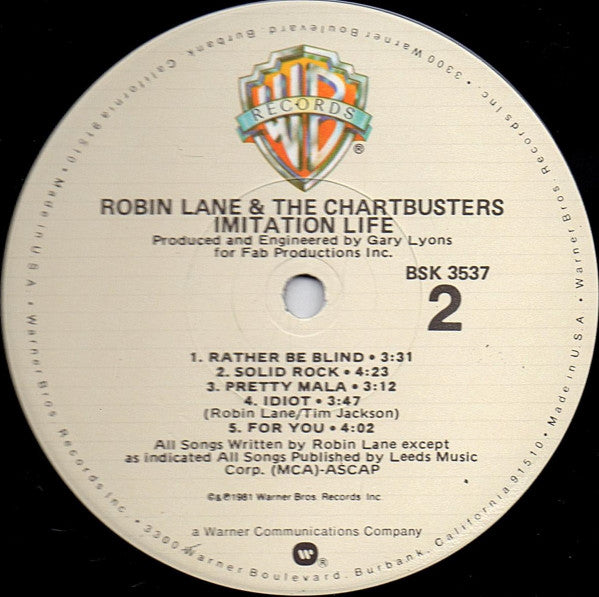 WB
RECORDS
®
ROBIN LANE & THE CHARTBUSTERS
IMITATION LIFE
Produced and Engineered by Gary Lyons
for Fab Productions Inc.
BSK 3537
2
1. RATHER BE BLIND • 3:31
2. SOLID ROCK • 4:23
3. PRETTY MALA • 3:12
4. IDIOT • 3:47
(Robin Lane/Tim Jackson)
5. FOR YOU • 4:02
All Songs Written by Robin Lane except
as indicated All Songs Published by Leeds Music
Corp. (MCA)-ASCAP
©&℗1981 Warner Bros. Records Inc
a Warner Communications Company
W ®
Warner Bros. Records Inc. • 3300 Warner Boulevard, Burbank, California 91510 • Made in U.S.A. •
Warner Bros. Records Inc. • 3300 Warner Boulevard, Burbank, California 91510 • Made in U.S.A. •